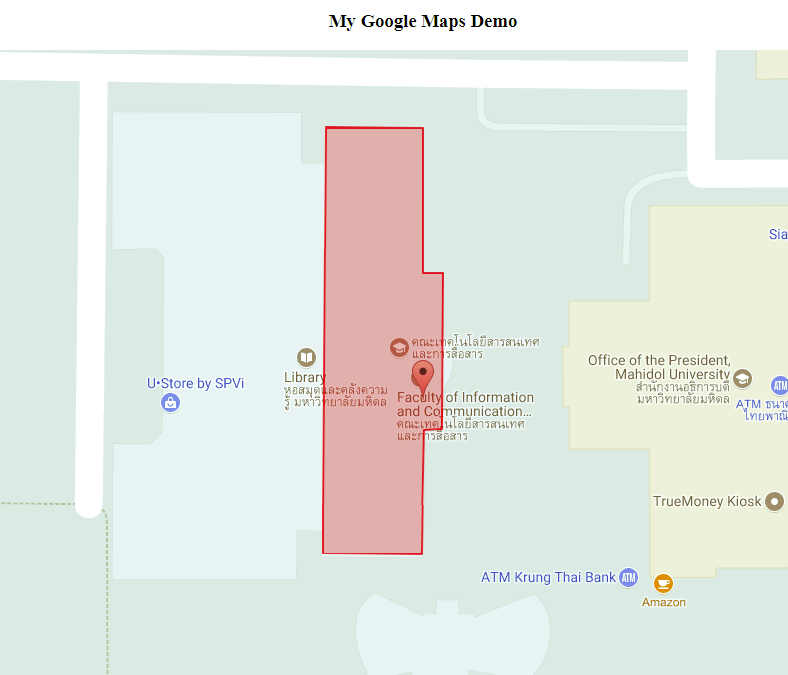 My Google Maps Demo
Sia
คณะเทคโนโลยีสารสนเทศ
และการสื่อสาร
Library
หอสมุดและคลังความ
รู้ มหาวิทยาลัยมหิดล
U•Store by SPVi
Faculty of Information
and Communication...
คณะเทคโนโลยีสารสนเทศ
และการสื่อสาร
Office of the President,
Mahidol University
สำนักงานอธิการบดี
มหาวิทยาลัยมหิดล
ATM
ATM ธนาค
ไทยพาณิ
TrueMoney Kiosk
ATM Krung Thai Bank
ATM
Amazon